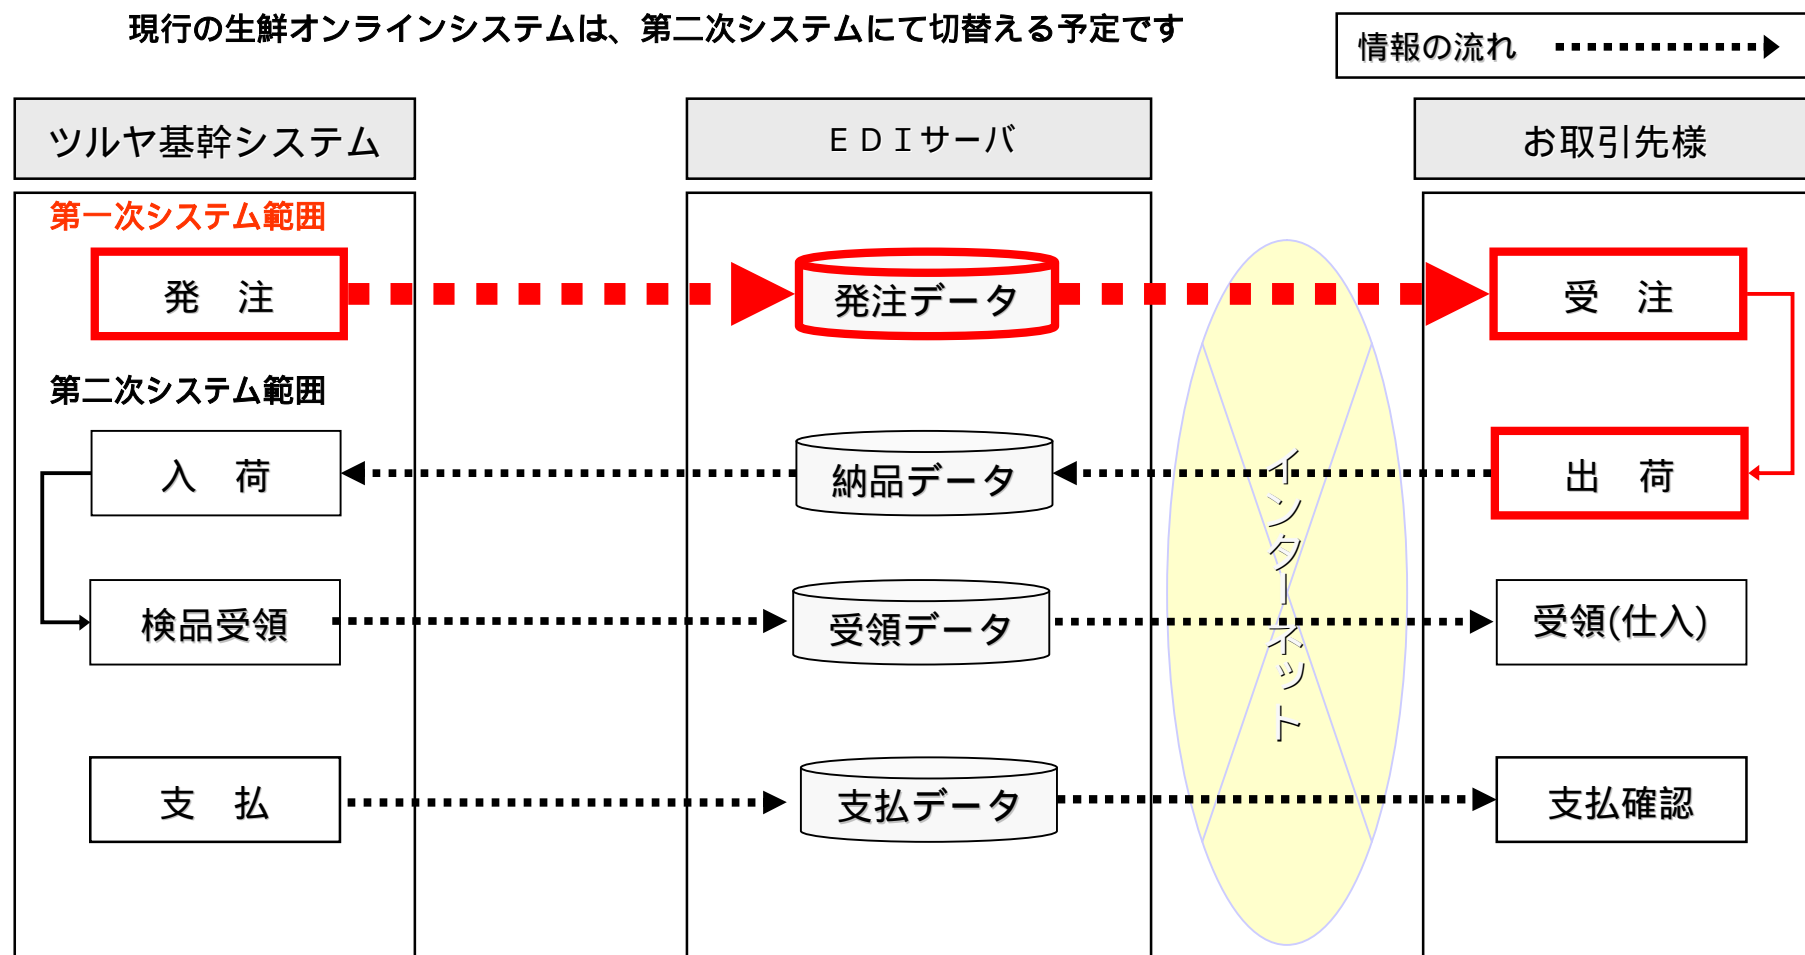 現行の生鮮オンラインシステムは、第二次システムにて切替える予定です
情報の流れ
ツルヤ基幹システム
ＥＤＩサーバ
お取引先様
第一次システム範囲
発　注
発注データ
受　注
第二次システム範囲
入　荷
納品データ
出　荷
インターネット
検品受領
受領データ
受領(仕入)
支　払
支払データ
支払確認